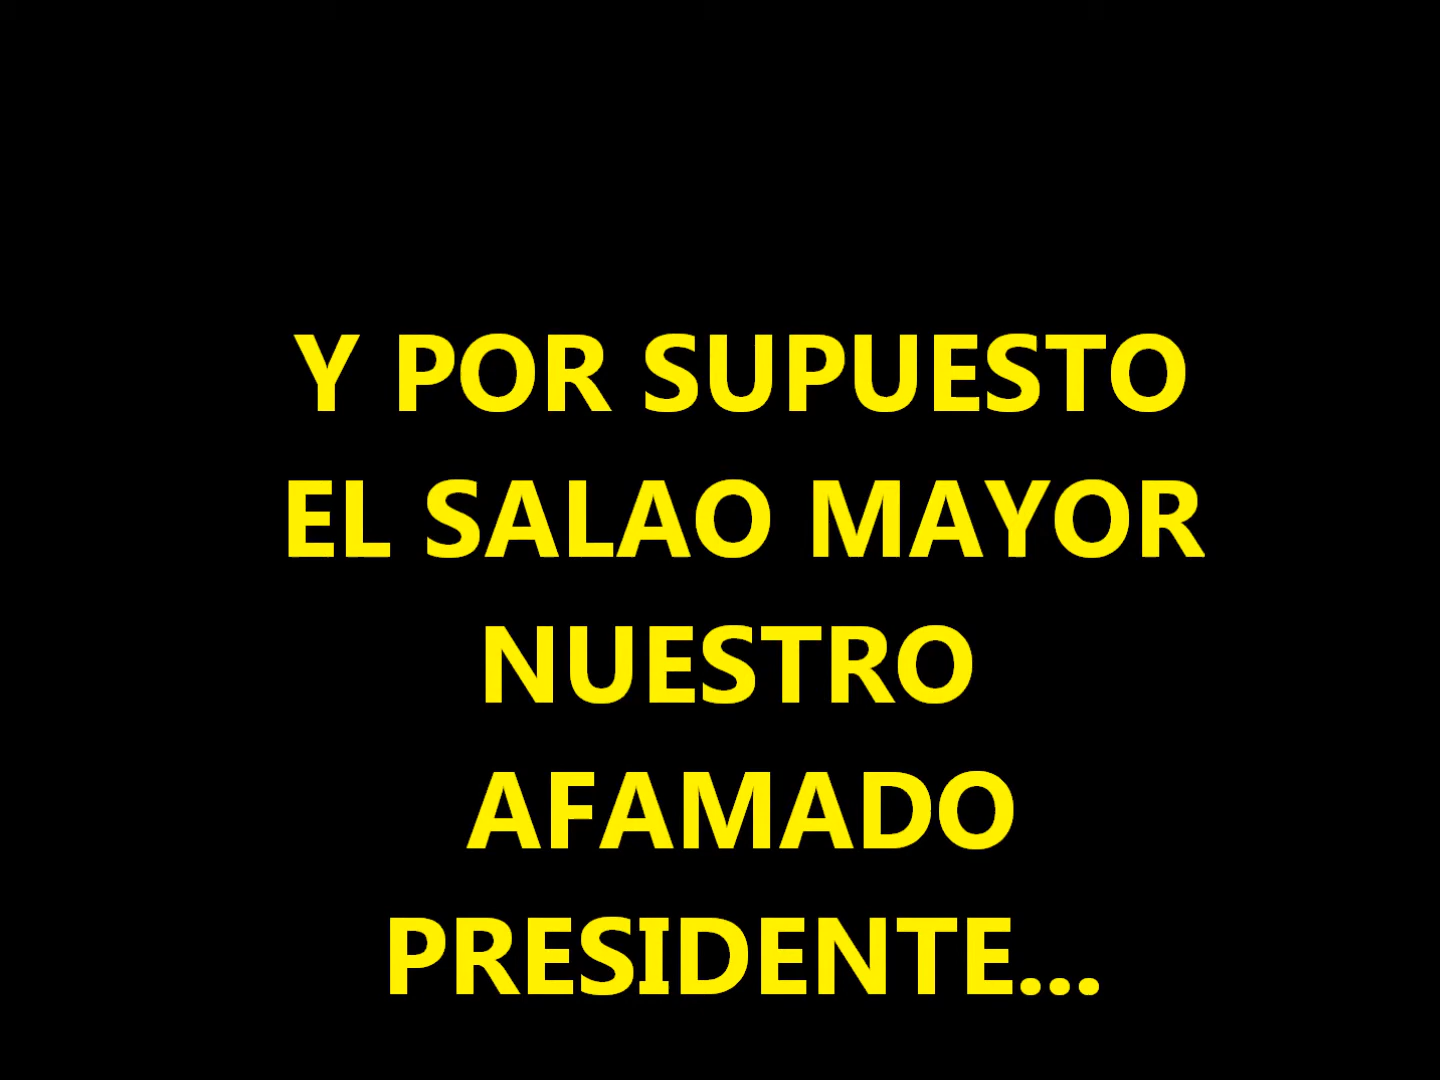 Y POR SUPUESTO
EL SALAO MAYOR
NUESTRO
AFAMADO
PRESIDENTE...